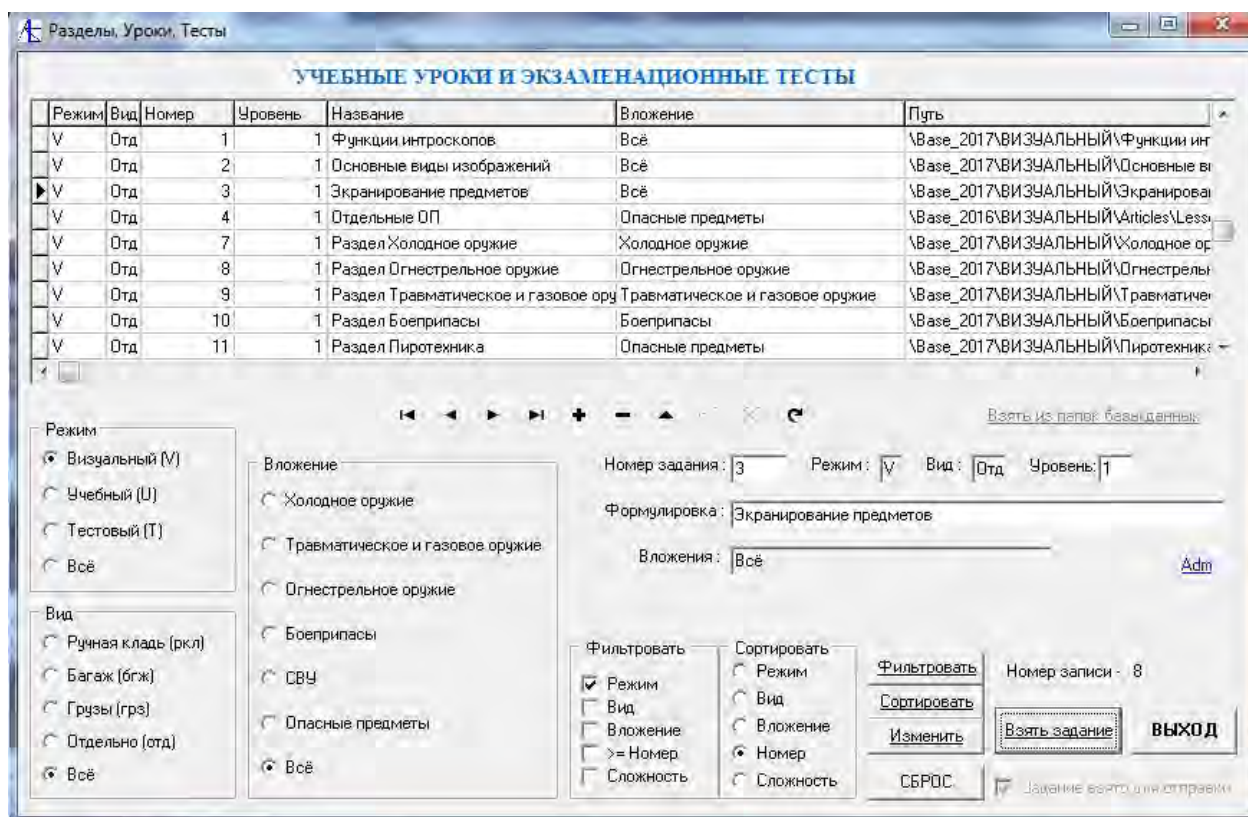 Разделы, Уроки, Тесты
УЧЕБНЫЕ УРОКИ И ЭКЗАМЕНАЦИОННЫЕ ТЕСТЫ
Режим Вид Номер Уровень Название Вложение Путь
V Отд 1 1 Функции интроскопов Всё \Base_2017\ВИЗУАЛЬНЫЙ\Функции инт
V Отд 2 1 Основные виды изображений Всё \Base_2017\ВИЗУАЛЬНЫЙ\Основные ви
V Отд 3 1 Экранирование предметов Всё \Base_2017\ВИЗУАЛЬНЫЙ\Экранирова
V Отд 4 1 Отдельные ОП Опасные предметы \Base_2016\ВИЗУАЛЬНЫЙ\Articles\Less
V Отд 7 1 Раздел Холодное оружие Холодное оружие \Base_2017\ВИЗУАЛЬНЫЙ\Холодное ор
V Отд 8 1 Раздел Огнестрельное оружие Огнестрельное оружие \Base_2017\ВИЗУАЛЬНЫЙ\Огнестрельн
V Отд 9 1 Раздел Травматическое и газовое ору Травматическое и газовое оружие \Base_2017\ВИЗУАЛЬНЫЙ\Травматиче
V Отд 10 1 Раздел Боеприпасы Боеприпасы \Base_2017\ВИЗУАЛЬНЫЙ\Боеприпасы
V Отд 11 1 Раздел Пиротехника Опасные предметы \Base_2017\ВИЗУАЛЬНЫЙ\Пиротехника
Взять из папок базы данных
Режим
Визуальный (V)
Учебный (U)
Тестовый (T)
Всё
Вид
Ручная кладь (ркл)
Багаж (бгж)
Грузы (грз)
Отдельно (отд)
Всё
Вложение
Холодное оружие
Травматическое и газовое оружие
Огнестрельное оружие
Боеприпасы
СВУ
Опасные предметы
Всё
Номер задания : 3 Режим : V Вид : Отд Уровень: 1
Формулировка : Экранирование предметов
Вложения : Всё
Adm
Фильтровать
Режим
Вид
Вложение
>= Номер
Сложность
Сортировать
Режим
Вид
Вложение
Номер
Сложность
Фильтровать
Сортировать
Изменить
СБРОС
Номер записи - 8
Взять задание
ВЫХОД
Задание взято для отправки